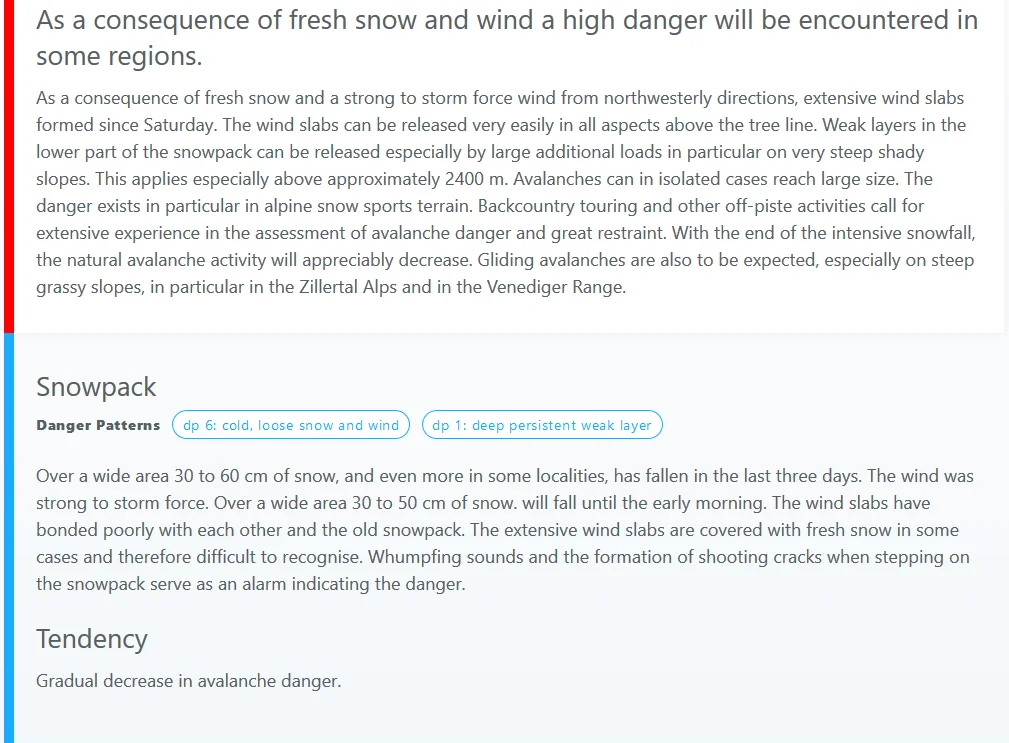 As a consequence of fresh snow and wind a high danger will be encountered in
some regions.
As a consequence of fresh snow and a strong to storm force wind from northwesterly directions, extensive wind slabs
formed since Saturday. The wind slabs can be released very easily in all aspects above the tree line. Weak layers in the
lower part of the snowpack can be released especially by large additional loads in particular on very steep shady
slopes. This applies especially above approximately 2400 m. Avalanches can in isolated cases reach large size. The
danger exists in particular in alpine snow sports terrain. Backcountry touring and other off-piste activities call for
extensive experience in the assessment of avalanche danger and great restraint. With the end of the intensive snowfall,
the natural avalanche activity will appreciably decrease. Gliding avalanches are also to be expected, especially on steep
grassy slopes, in particular in the Zillertal Alps and in the Venediger Range.
Snowpack
Danger Patterns dp 6: cold, loose snow and wind dp 1: deep persistent weak layer
Over a wide area 30 to 60 cm of snow, and even more in some localities, has fallen in the last three days. The wind was
strong to storm force. Over a wide area 30 to 50 cm of snow. will fall until the early morning. The wind slabs have
bonded poorly with each other and the old snowpack. The extensive wind slabs are covered with fresh snow in some
cases and therefore difficult to recognise. Whumpfing sounds and the formation of shooting cracks when stepping on
the snowpack serve as an alarm indicating the danger.
Tendency
Gradual decrease in avalanche danger.